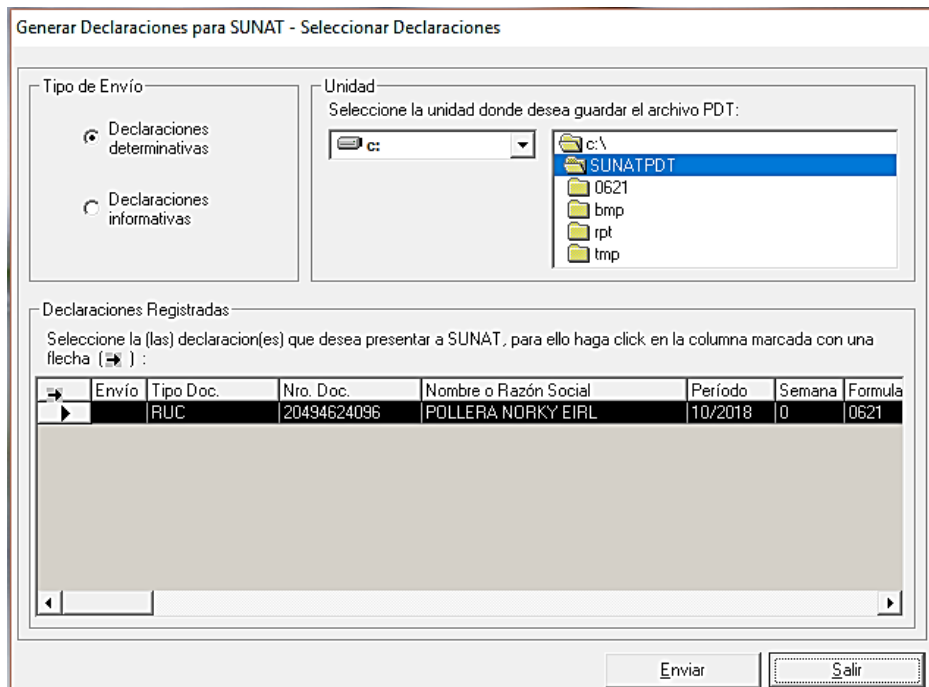 Generar Declaraciones para SUNAT - Seleccionar Declaraciones
Tipo de Envío
Declaraciones
determinativas
Declaraciones
informativas
Unidad
Seleccione la unidad donde desea guardar el archivo PDT:
c:
c:\
SUNATPDT
0621
bmp
rpt
tmp
Declaraciones Registradas
Seleccione la (las) declaracion(es) que desea presentar a SUNAT, para ello haga click en la columna marcada con una
flecha ( ) :
Envío Tipo Doc. Nro. Doc. Nombre o Razón Social Período Semana Formula
RUC 20494624096 POLLERA NORKY EIRL 10/2018 0 0621
Enviar Salir